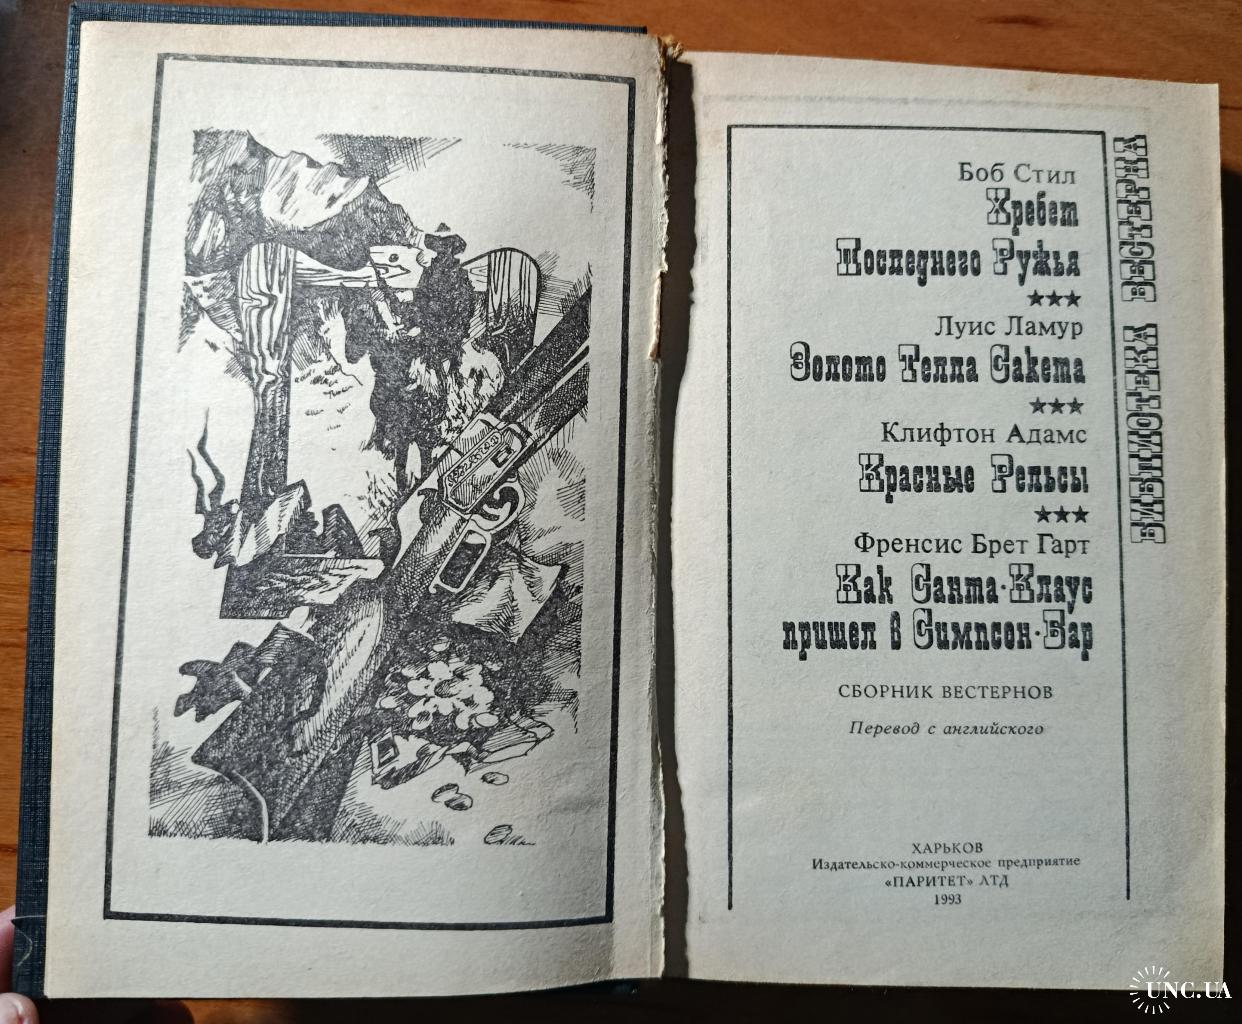 Боб Стил
Хребет
Последнего Ружья
★★★
Луис Ламур
Золото Телла Сакета
★★★
Клифтон Адамс
Красные Рельсы
★★★
Френсис Брет Гарт
Как Санта-Клаус
пришел в Симпсон-Бар
СБОРНИК ВЕСТЕРНОВ
Перевод с английского
ХАРЬКОВ
Издательско-коммерческое предприятие
«ПАРИТЕТ» ЛТД
1993
БИБЛИОТЕКА ВЕСТЕРНА
UNC.UA